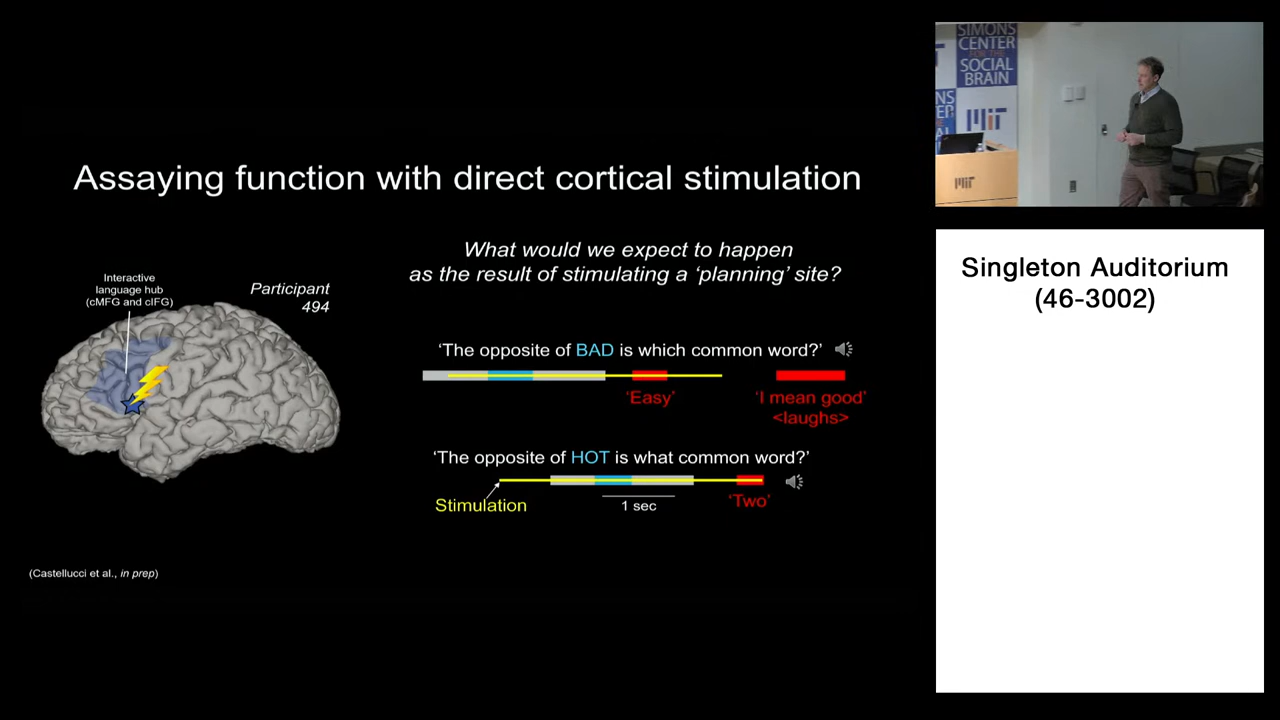 Assaying function with direct cortical stimulation
What would we expect to happen
as the result of stimulating a ‘planning’ site?
Interactive
language hub
(cMFG and cIFG)
Participant
494
‘The opposite of BAD is which common word?’
‘Easy’
‘I mean good’
<laughs>
‘The opposite of HOT is what common word?’
Stimulation
1 sec
‘Two’
(Castellucci et al., in prep)
SIMONS
CENTER
FOR THE
SOCIAL
BRAIN
MIT
MIT
Singleton Auditorium
(46-3002)